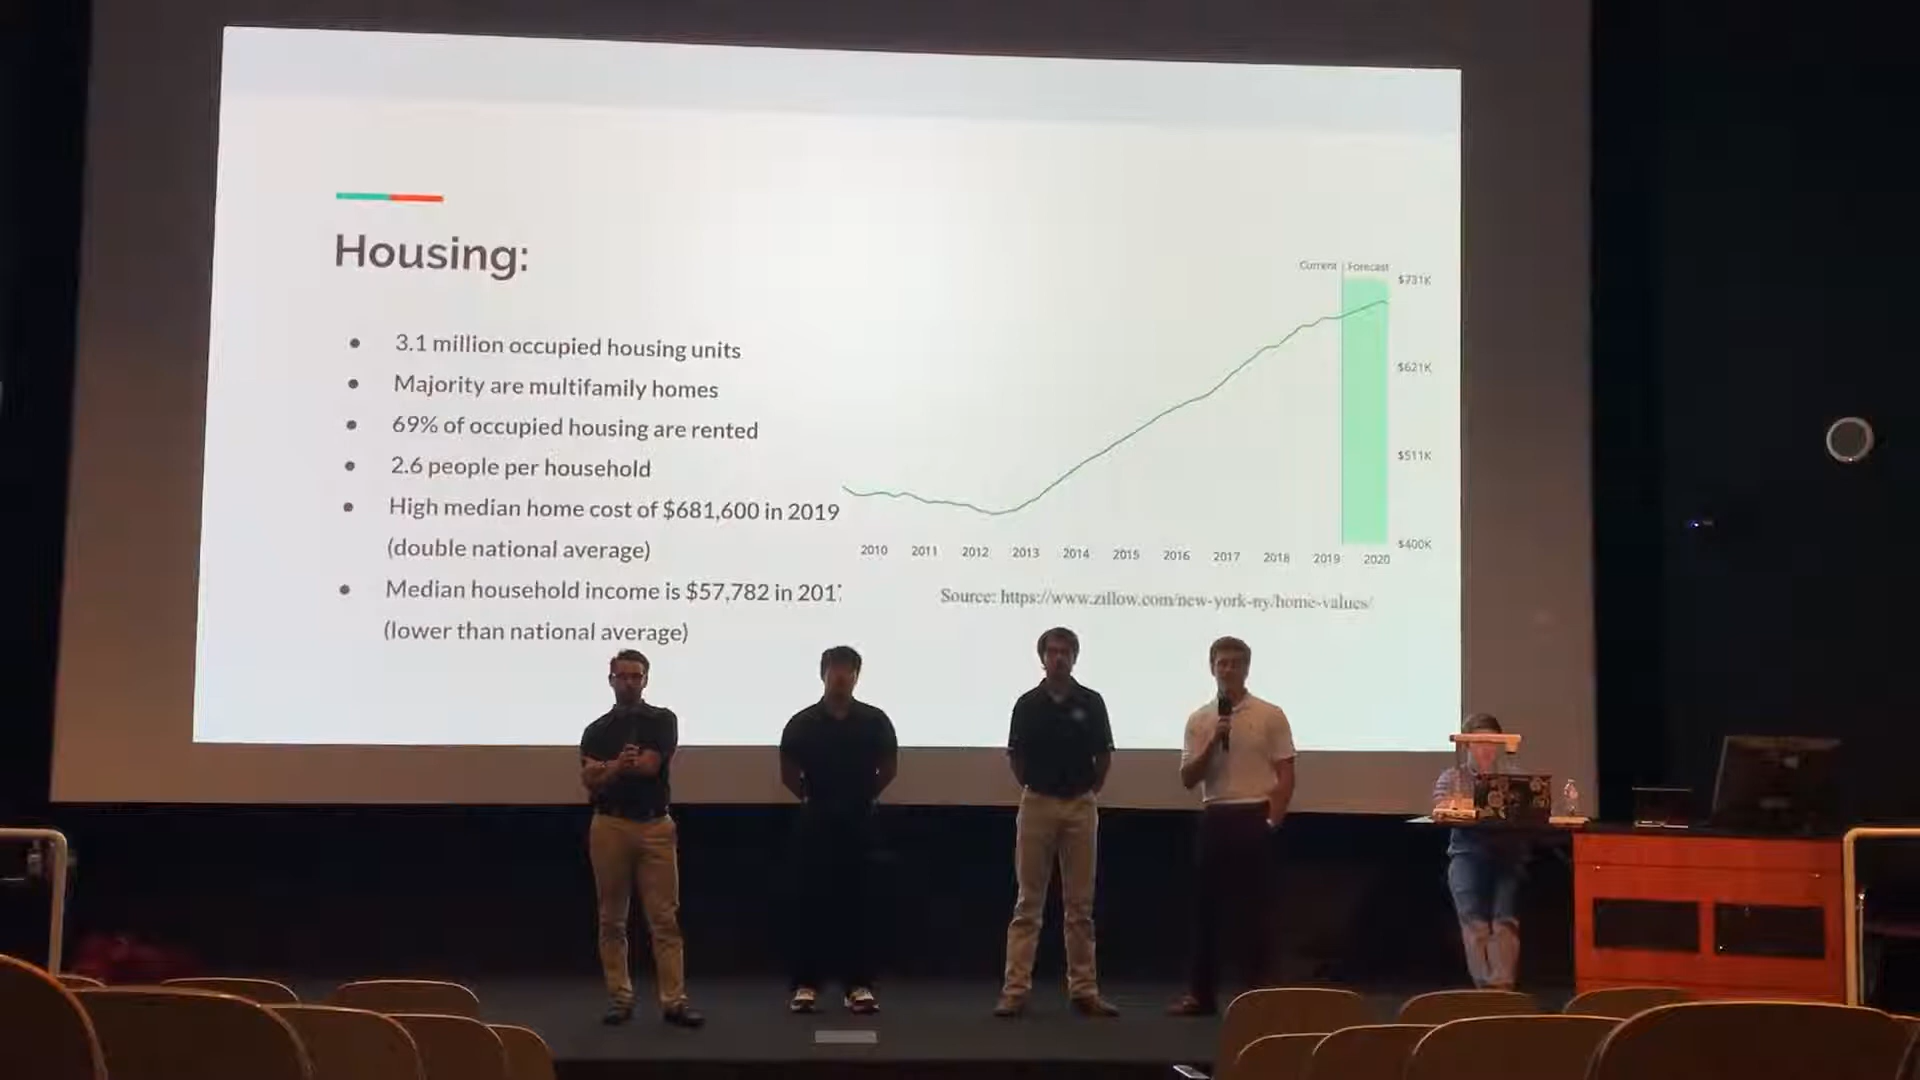 Housing:
3.1 million occupied housing units
Majority are multifamily homes
69% of occupied housing are rented
2.6 people per household
High median home cost of $681,600 in 2019
(double national average)
Median household income is $57,782 in
(lower than national average)
Current | Forecast
$731K
$621K
$511K
$400K
2010 2011 2012 2013 2014 2015 2016 2017 2018 2019 2020
Source: https://www.zillow.com/new-york-ny/home-values/